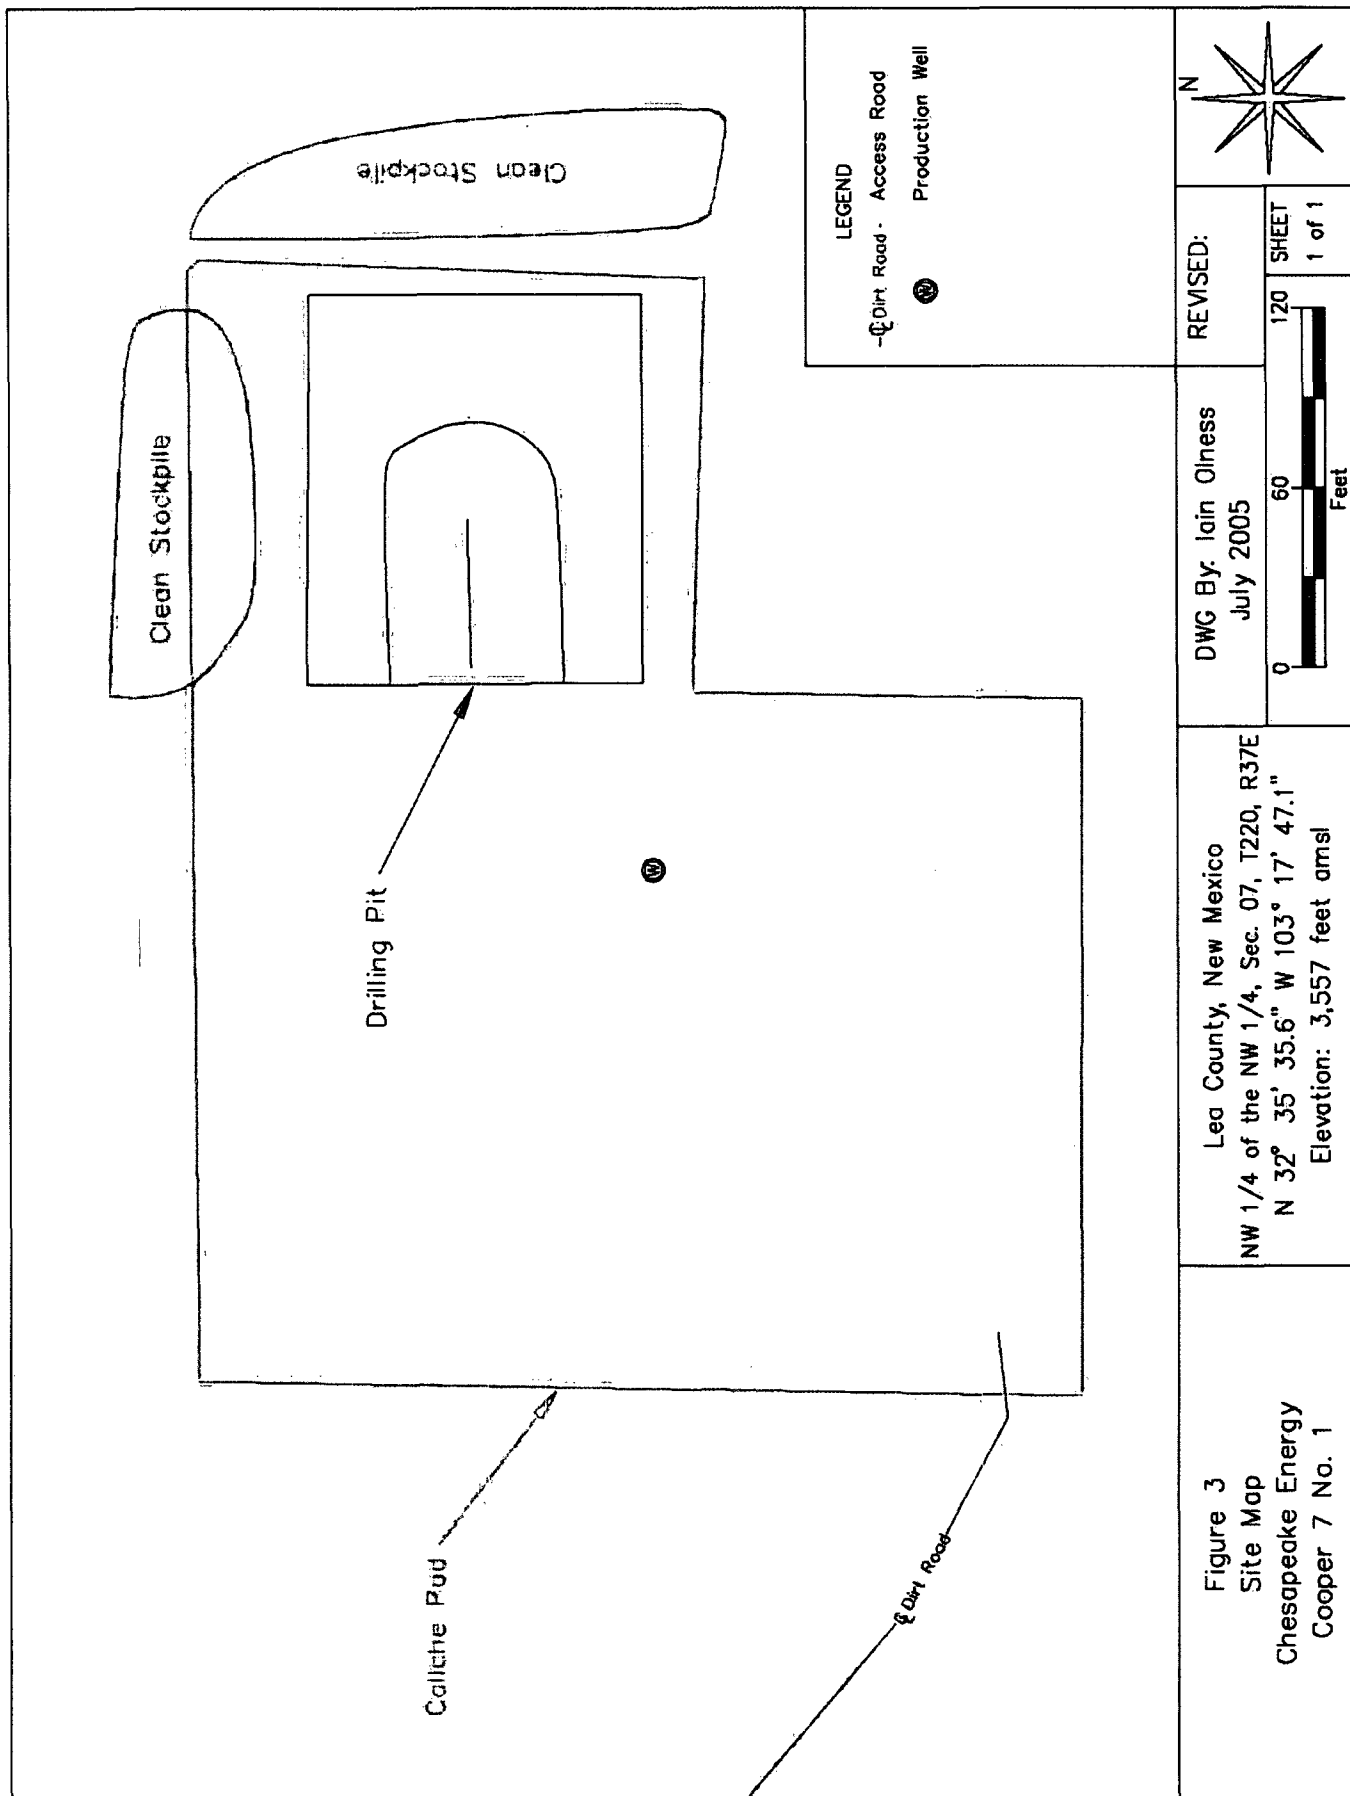 Clean Stockpile
Clean Stockpile
Drilling Pit
W
Caliche Pad
℄ Dirt Road
LEGEND
-℄ Dirt Road - Access Road
W Production Well
Figure 3
Site Map
Chesapeake Energy
Cooper 7 No. 1
Lea County, New Mexico
NW 1/4 of the NW 1/4, Sec. 07, T220, R37E
N 32° 35' 35.6" W 103° 17' 47.1"
Elevation: 3,557 feet amsl
DWG By: Iain Olness
July 2005
REVISED:
0 60 120
Feet
SHEET
1 of 1
N